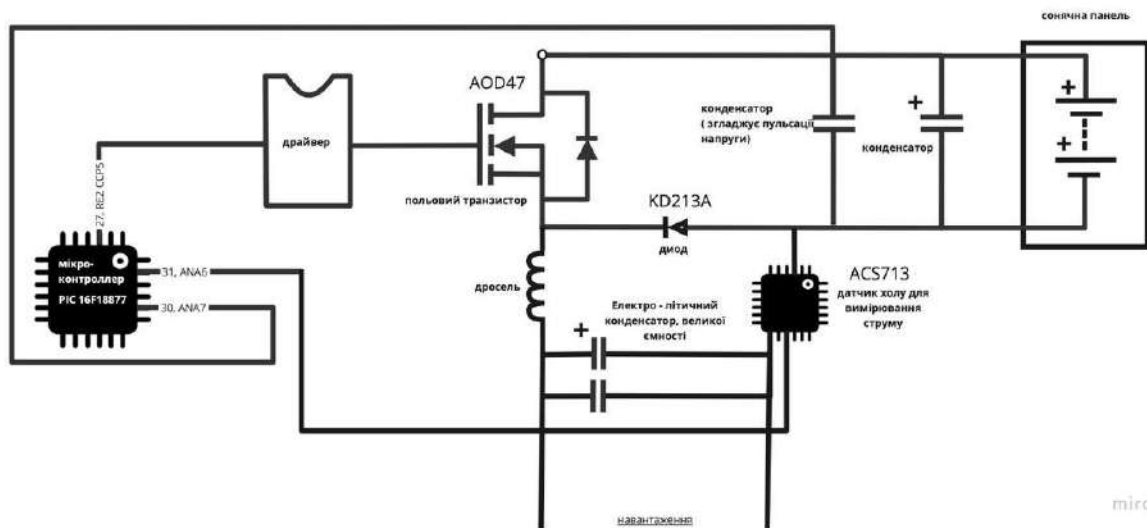 сонячна панель
AOD47
конденсатор
( згладжує пульсації
напруги)
конденсатор
драйвер
польовий транзистор
KD213A
диод
27, RE2 CCP5
мікро-
контроллер
PIC 16F18877
31, ANA6
30, ANA7
дросель
Електро - літичний
конденсатор, великої
ємності
ACS713
датчик холу для
вимірювання
струму
навантаження
miro